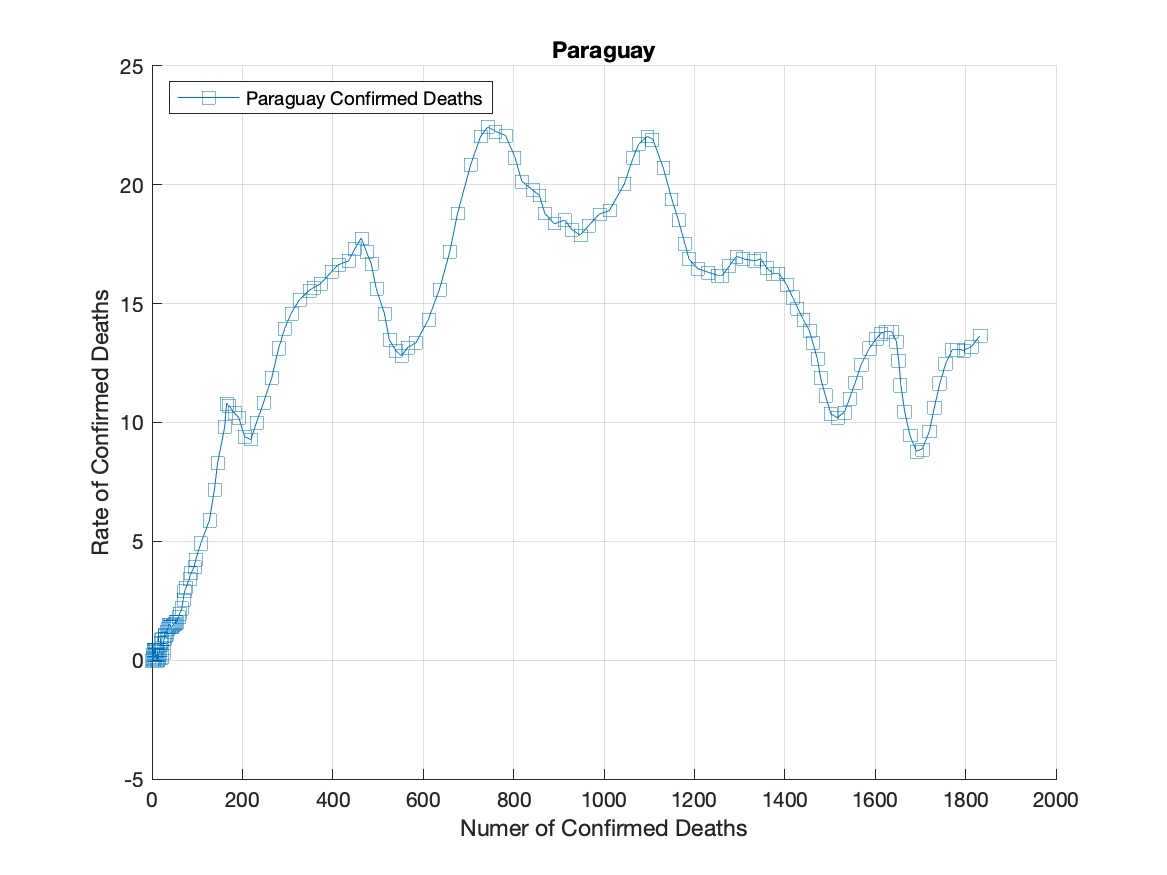 Paraguay
Paraguay Confirmed Deaths
25
20
15
10
5
0
-5
Rate of Confirmed Deaths
0 200 400 600 800 1000 1200 1400 1600 1800 2000
Numer of Confirmed Deaths